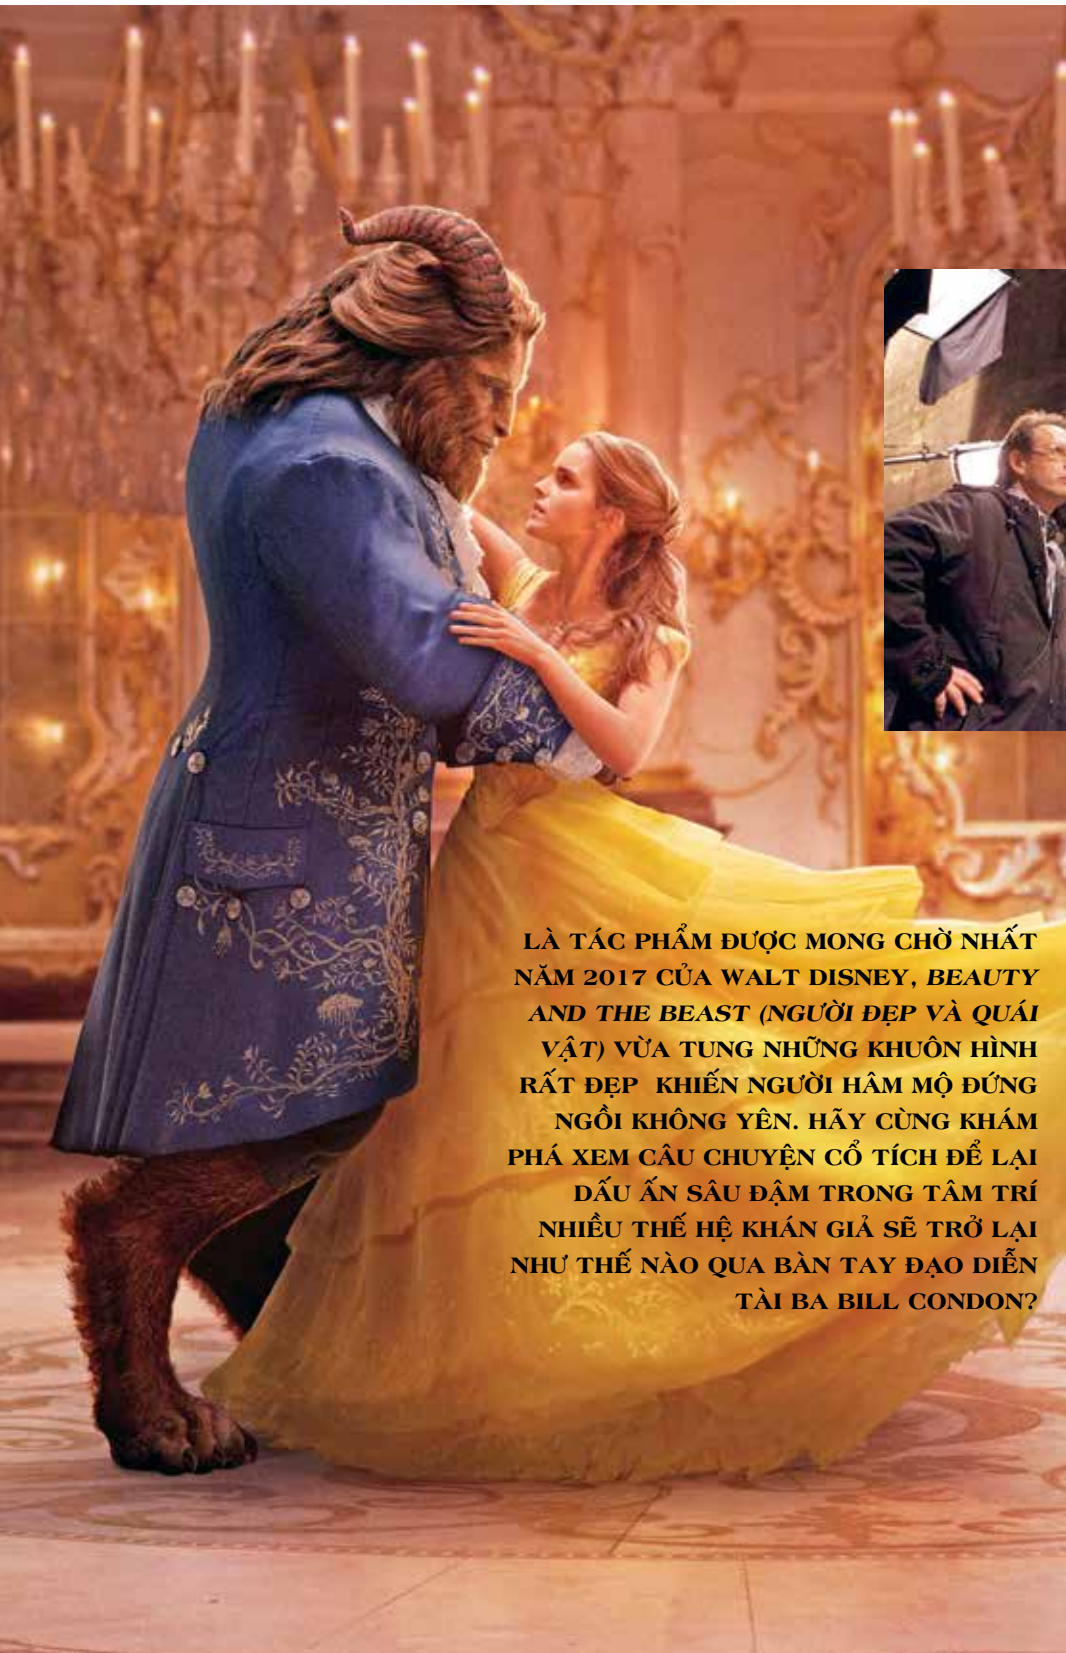 LÀ TÁC PHẨM ĐƯỢC MONG CHỜ NHẤT
NĂM 2017 CỦA WALT DISNEY, BEAUTY
AND THE BEAST (NGƯỜI ĐẸP VÀ QUÁI
VẬT) VỪA TUNG NHỮNG KHUÔN HÌNH
RẤT ĐẸP KHIẾN NGƯỜI HÂM MỘ ĐỨNG
NGỒI KHÔNG YÊN. HÃY CÙNG KHÁM
PHÁ XEM CÂU CHUYỆN CỔ TÍCH ĐỂ LẠI
DẤU ẤN SÂU ĐẬM TRONG TÂM TRÍ
NHIỀU THẾ HỆ KHÁN GIẢ SẼ TRỞ LẠI
NHƯ THẾ NÀO QUA BÀN TAY ĐẠO DIỄN
TÀI BA BILL CONDON?